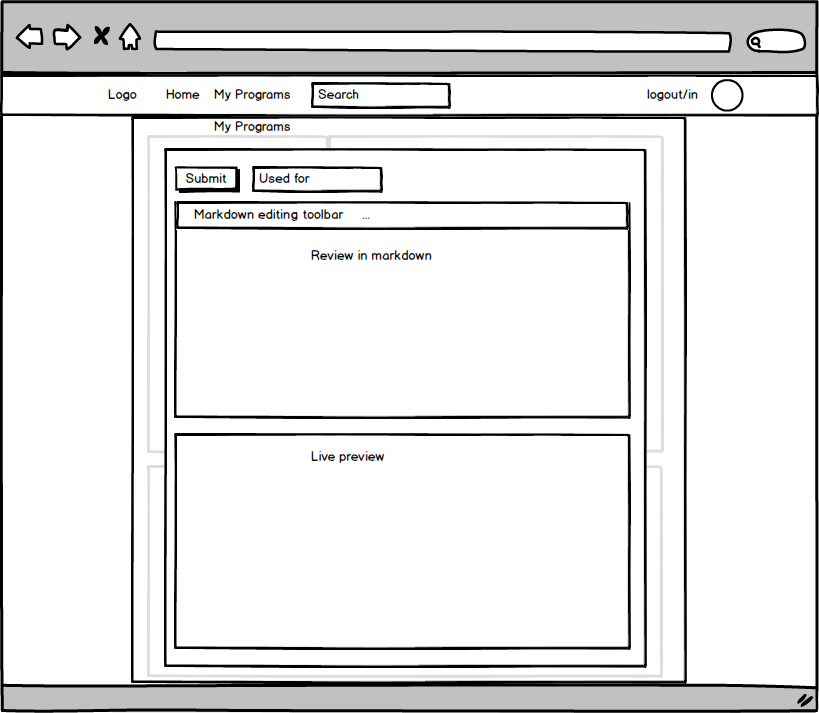 Logo Home My Programs Search logout/in
My Programs
Submit Used for
Markdown editing toolbar ...
Review in markdown
Live preview